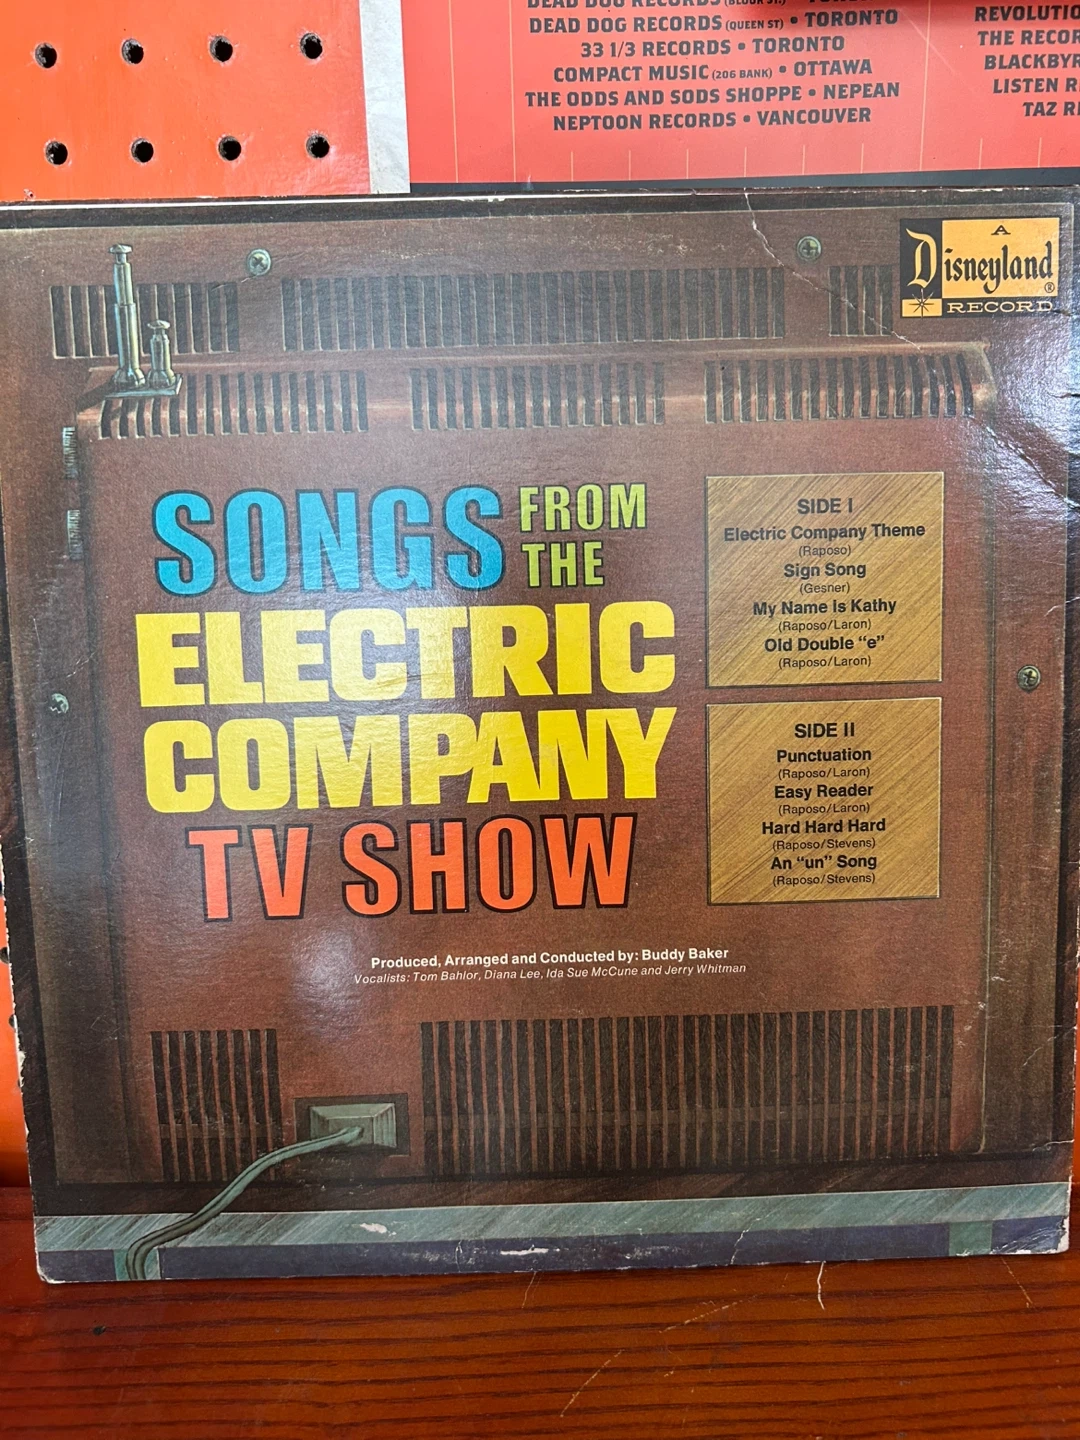 DEAD DOG RECORDS
DEAD DOG RECORDS (QUEEN ST) • TORONTO
33 1/3 RECORDS • TORONTO
COMPACT MUSIC (206 BANK) • OTTAWA
THE ODDS AND SODS SHOPPE • NEPEAN
NEPTOON RECORDS • VANCOUVER
THE
LISTEN
TAZ
A
Disneyland®
RECORD
SONGS FROM
THE
ELECTRIC
COMPANY
TV SHOW
SIDE I
Electric Company Theme
(Raposo)
Sign Song
(Gesner)
My Name is Kathy
(Raposo/Laron)
Old Double “e”
(Raposo/Laron)
SIDE II
Punctuation
(Raposo/Laron)
Easy Reader
(Raposo/Laron)
Hard Hard Hard
(Raposo/Stevens)
An “un” Song
(Raposo/Stevens)
Produced, Arranged and Conducted by: Buddy Baker
Vocalists: Tom Bahlor, Diana Lee, Ida Sue McCune and Jerry Whitman